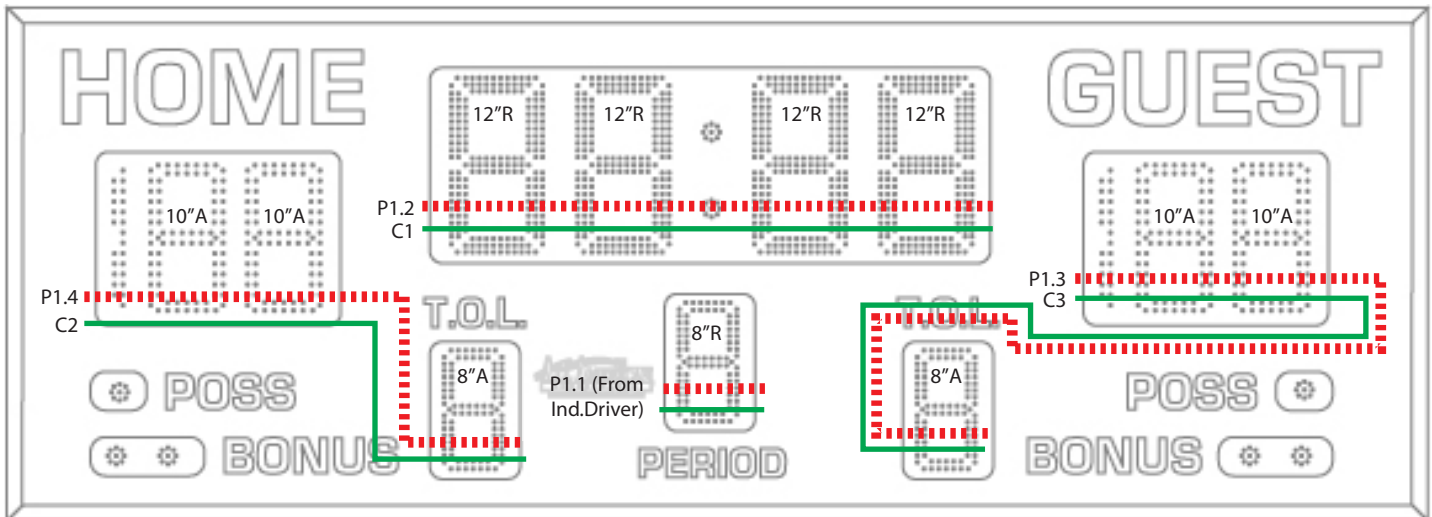 HOME
GUEST
12”R 12”R 12”R 12”R
10”A 10”A
10”A 10”A
P1.2
C1
P1.3
C3
P1.4
C2
T.O.L.
T.O.L.
8”R
8”A
8”A
P1.1 (From
Ind.Driver)
POSS
POSS
BONUS
PERIOD
BONUS